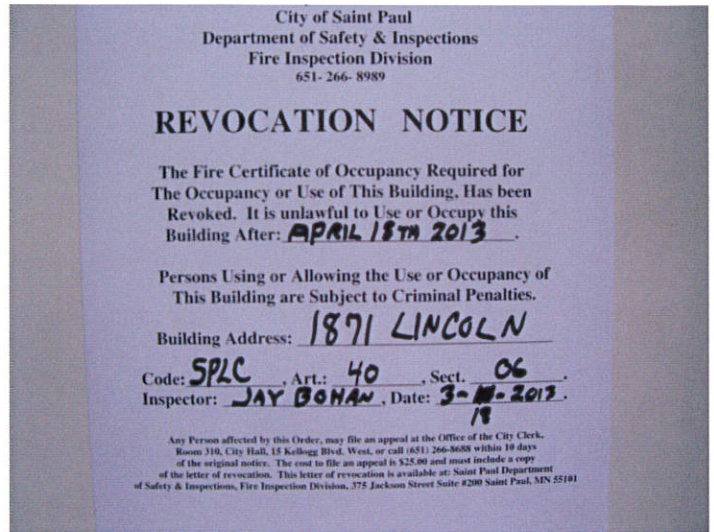 City of Saint Paul
Department of Safety & Inspections
Fire Inspection Division
651- 266- 8989
REVOCATION NOTICE
The Fire Certificate of Occupancy Required for
The Occupancy or Use of This Building, Has been
Revoked. It is unlawful to Use or Occupy this
Building After: APRIL 18TH 2013.
Persons Using or Allowing the Use or Occupancy of
This Building are Subject to Criminal Penalties.
Building Address: 1871 LINCOLN
Code: SPLC, Art.: 40, Sect. 06.
Inspector: JAY BOHAN, Date: 3- - 2013.
18
Any Person affected by this Order, may file an appeal at the Office of the City Clerk,
Room 310, City Hall, 15 Kellogg Blvd. West, or call (651) 266-8688 within 10 days
of the original notice. The cost to file an appeal is $25.00 and must include a copy
of the letter of revocation. This letter of revocation is available at: Saint Paul Department
of Safety & Inspections, Fire Inspection Division, 375 Jackson Street Suite #200 Saint Paul, MN 55101